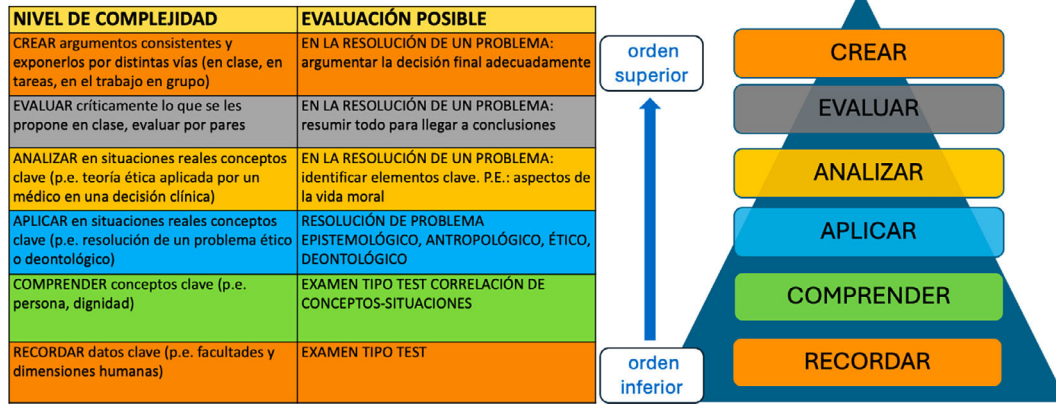 NIVEL DE COMPLEJIDAD
EVALUACIÓN POSIBLE
CREAR argumentos consistentes y
exponerlos por distintas vías (en clase, en
tareas, en el trabajo en grupo)
EN LA RESOLUCIÓN DE UN PROBLEMA:
argumentar la decisión final adecuadamente
EVALUAR críticamente lo que se les
propone en clase, evaluar por pares
EN LA RESOLUCIÓN DE UN PROBLEMA:
resumir todo para llegar a conclusiones
ANALIZAR en situaciones reales conceptos
clave (p.e. teoría ética aplicada por un
médico en una decisión clínica)
EN LA RESOLUCIÓN DE UN PROBLEMA:
identificar elementos clave. P.E.: aspectos de
la vida moral
APLICAR en situaciones reales conceptos
clave (p.e. resolución de un problema ético
o deontológico)
RESOLUCIÓN DE PROBLEMA
EPISTEMOLÓGICO, ANTROPOLÓGICO, ÉTICO,
DEONTOLÓGICO
COMPRENDER conceptos clave (p.e.
persona, dignidad)
EXAMEN TIPO TEST CORRELACIÓN DE
CONCEPTOS-SITUACIONES
RECORDAR datos clave (p.e. facultades y
dimensiones humanas)
EXAMEN TIPO TEST
orden
superior
orden
inferior
CREAR
EVALUAR
ANALIZAR
APLICAR
COMPRENDER
RECORDAR